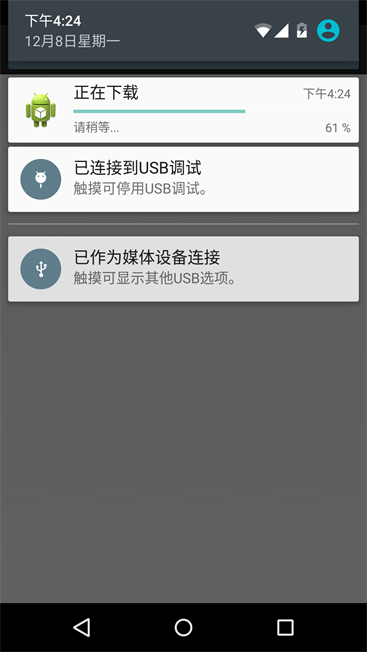 下午4:24
12月8日星期一
正在下载
下午4:24
请稍等...
61 %
已连接到USB调试
触摸可停用USB调试。
已作为媒体设备连接
触摸可显示其他USB选项。